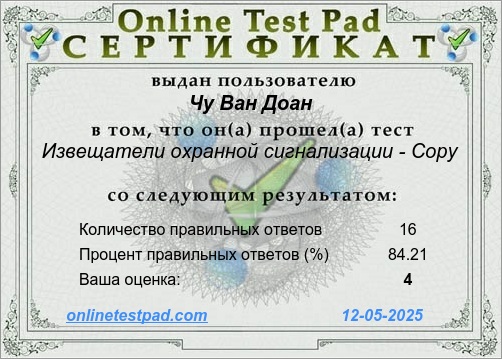 Online Test Pad
СЕРТИФИКАТ
выдан пользователю
Чу Ван Доан
в том, что он(а) прошел(а) тест
Извещатели охранной сигнализации - Copy
со следующим результатом:
Количество правильных ответов 16
Процент правильных ответов (%) 84.21
Ваша оценка: 4
onlinetestpad.com 12-05-2025